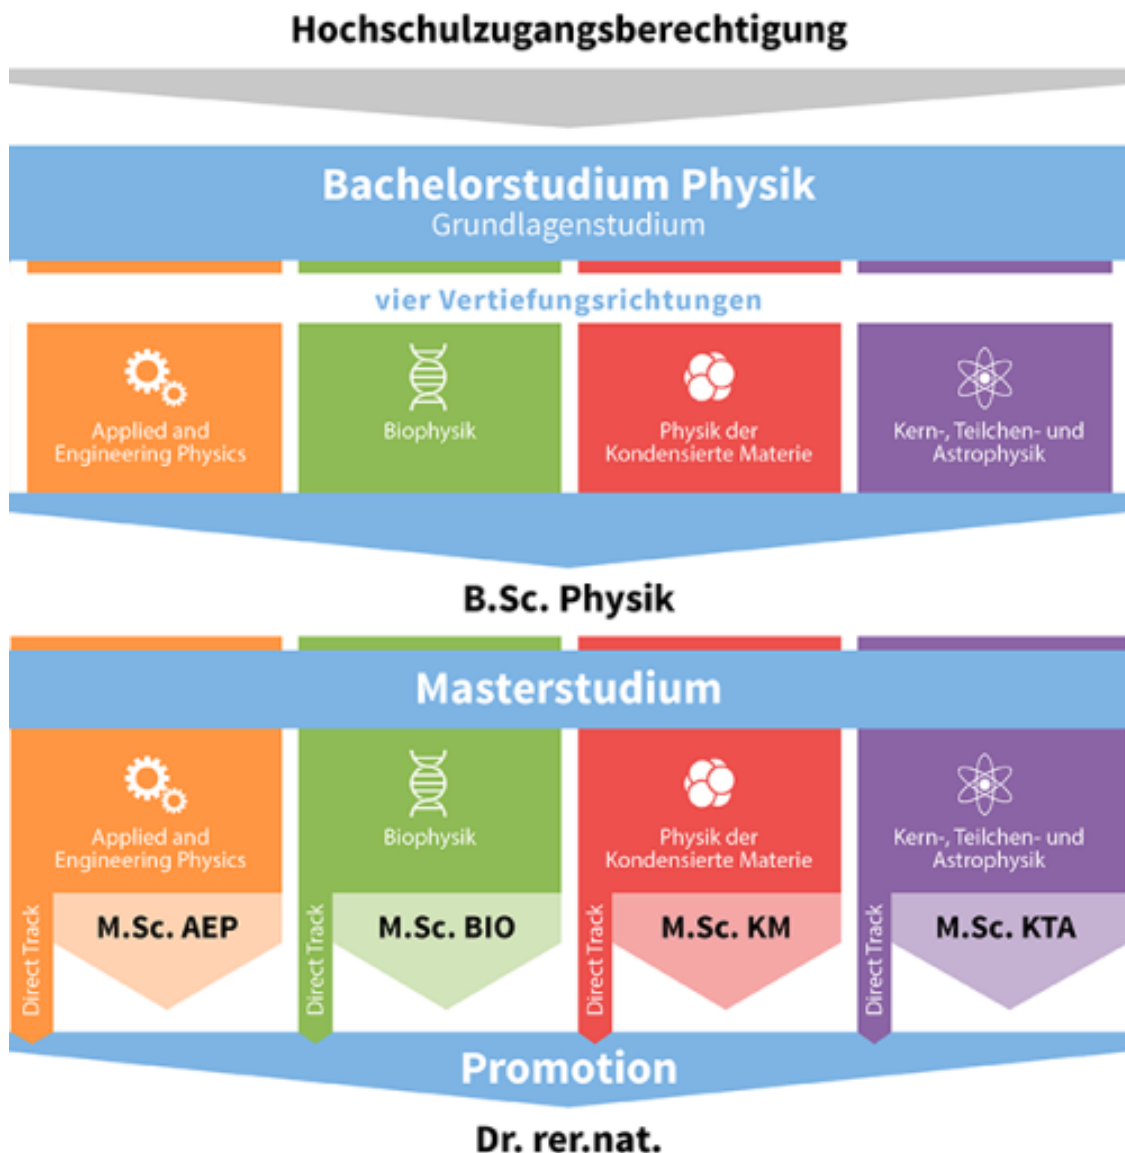 Hochschulzugangsberechtigung
Bachelorstudium Physik
Grundlagenstudium
vier Vertiefungsrichtungen
Applied and
Engineering Physics
Biophysik
Physik der
Kondensierte Materie
Kern-, Teilchen- und
Astrophysik
B.Sc. Physik
Masterstudium
Applied and
Engineering Physics
Biophysik
Physik der
Kondensierte Materie
Kern-, Teilchen- und
Astrophysik
Direct Track
M.Sc. AEP
Direct Track
M.Sc. BIO
Direct Track
M.Sc. KM
Direct Track
M.Sc. KTA
Promotion
Dr. rer.nat.